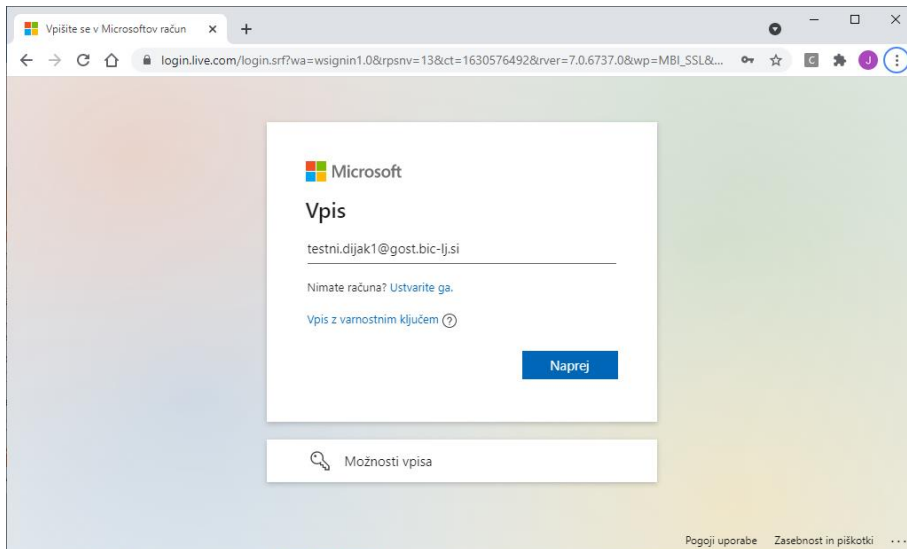 Vpišite se v Microsoftov račun
login.live.com/login.srf?wa=wsignin1.0&rpsnv=13&ct=1630576492&rver=7.0.6737.0&wp=MBI_SSL&...
C
J
Microsoft
Vpis
testni.dijak1@gost.bic-lj.si
Nimate računa? Ustvarite ga.
Vpis z varnostnim ključem ?
Naprej
Možnosti vpisa
Pogoji uporabe Zasebnost in piškotki ...